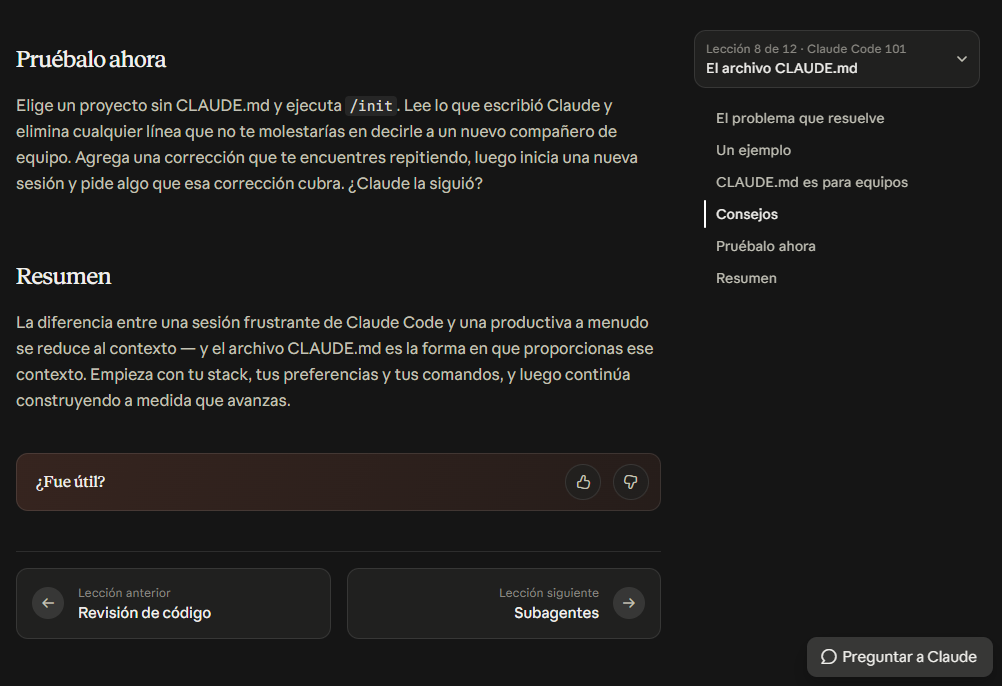 Pruébalo ahora
Elige un proyecto sin CLAUDE.md y ejecuta /init. Lee lo que escribió Claude y
elimina cualquier línea que no te molestarías en decirle a un nuevo compañero de
equipo. Agrega una corrección que te encuentres repitiendo, luego inicia una nueva
sesión y pide algo que esa corrección cubra. ¿Claude la siguió?
Resumen
La diferencia entre una sesión frustrante de Claude Code y una productiva a menudo
se reduce al contexto — y el archivo CLAUDE.md es la forma en que proporcionas ese
contexto. Empieza con tu stack, tus preferencias y tus comandos, y luego continúa
construyendo a medida que avanzas.
¿Fue útil?
Lección anterior
Revisión de código
Lección siguiente
Subagentes
Lección 8 de 12 · Claude Code 101
El archivo CLAUDE.md
El problema que resuelve
Un ejemplo
CLAUDE.md es para equipos
Consejos
Pruébalo ahora
Resumen
Preguntar a Claude